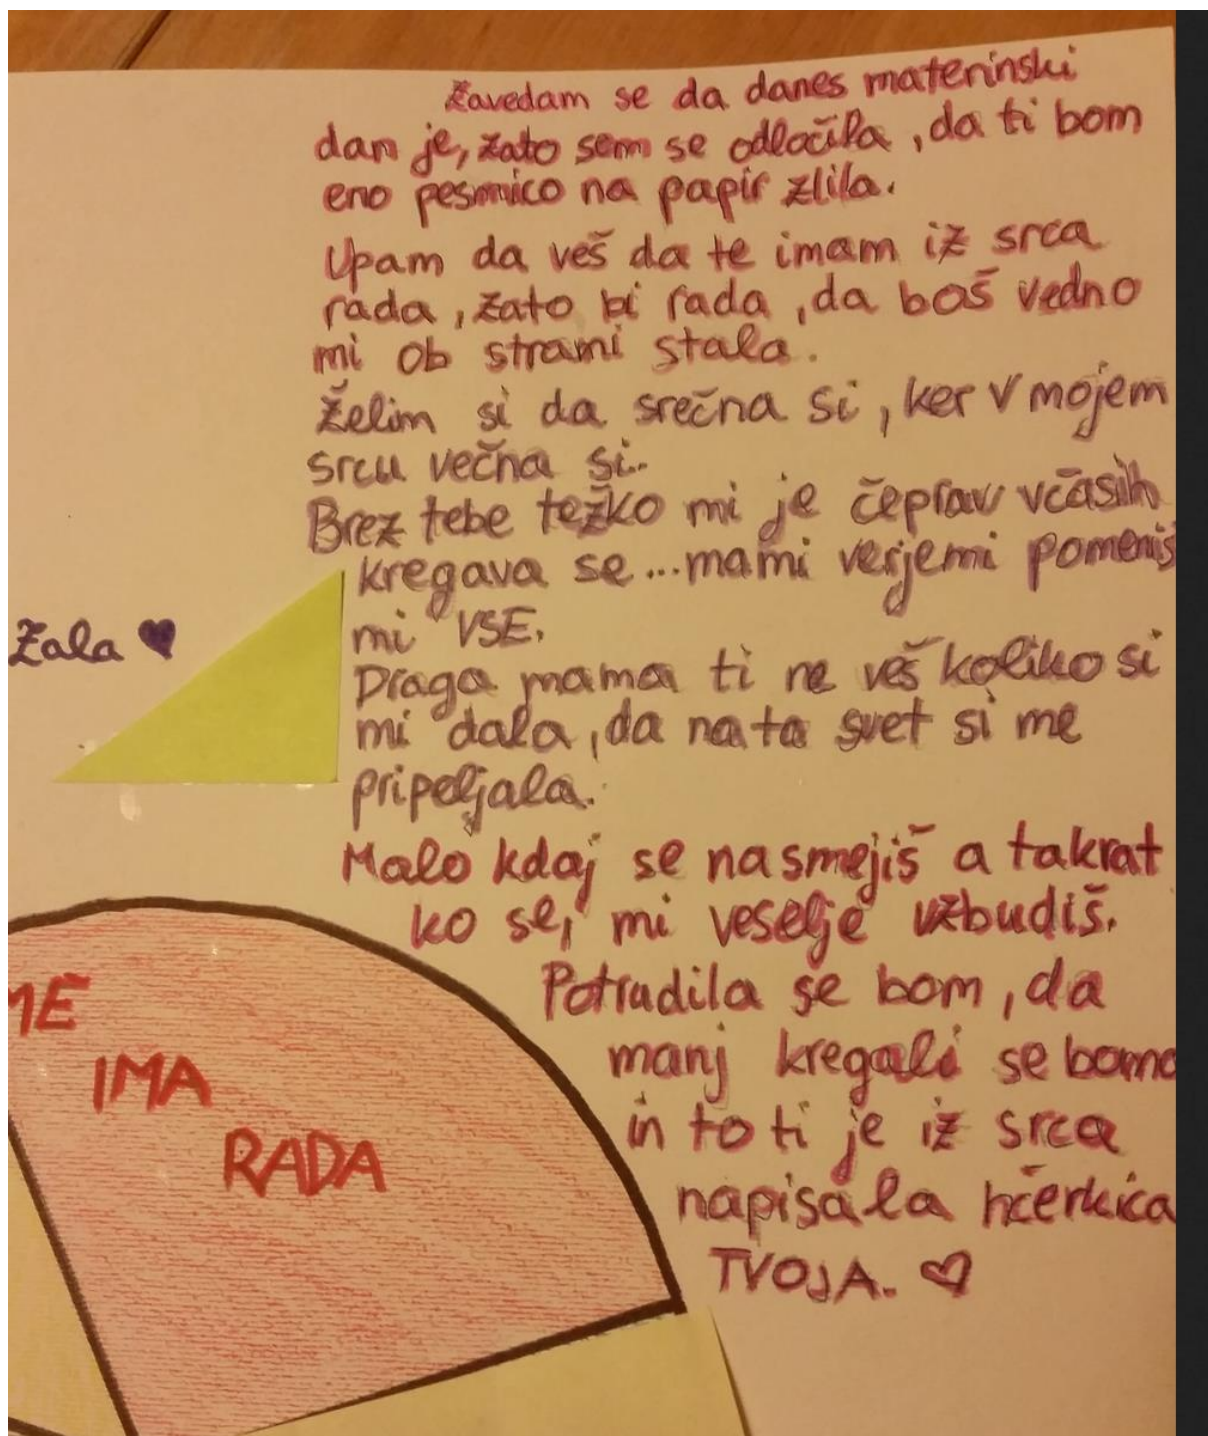 Zavedam se da danes materinski
dan je, zato sem se odločila, da ti bom
eno pesmico na papir zlila.
Upam da veš da te imam iz srca
rada, zato bi rada, da boš vedno
mi ob strami stala.
Želim si da srečna si, ker v mojem
srcu večna si.
Brez tebe težko mi je čeprav včasih
kregava se...mami verjemi pomeniš
mi VSE.
Draga mama ti ne veš koliko si
mi dala, da na ta svet si me
pripeljala.
Malo kdaj se nasmejiš a takrat
ko se, mi veselje vzbudiš.
Potrudila se bom, da
manj kregali se bomo
in to ti je iz srca
napisala hčerkica
TVOJA.
Zala
ME
IMA
RADA